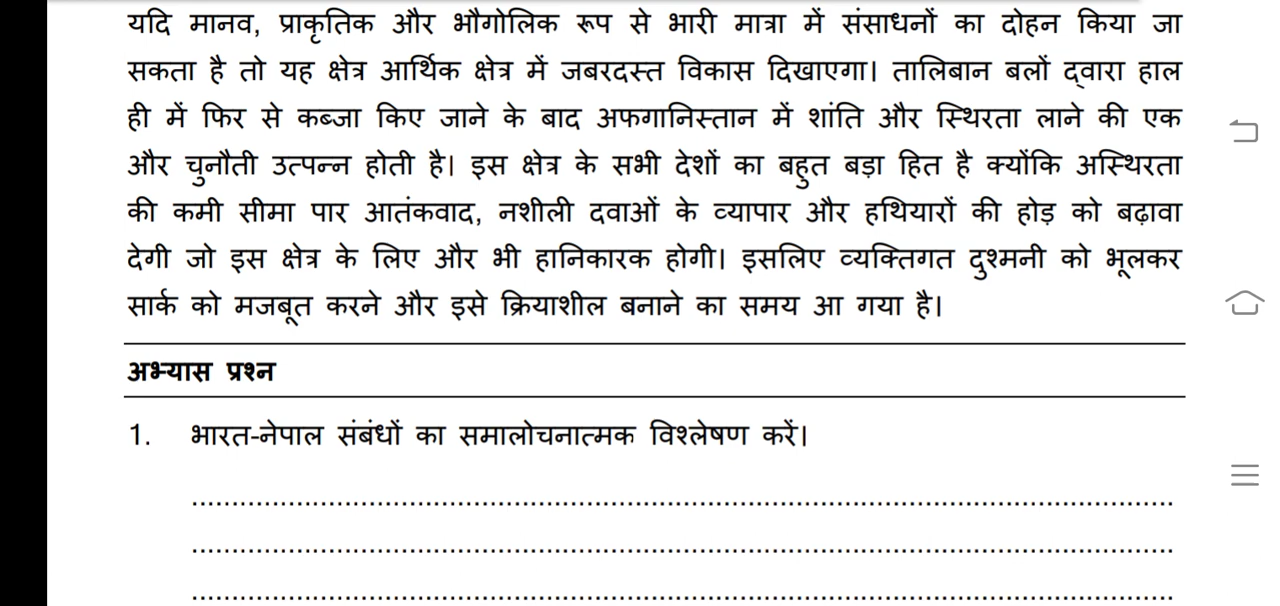 यदि मानव, प्राकृतिक और भौगोलिक रूप से भारी मात्रा में संसाधनों का दोहन किया जा
सकता है तो यह क्षेत्र आर्थिक क्षेत्र में जबरदस्त विकास दिखाएगा। तालिबान बलों द्वारा हाल
ही में फिर से कब्जा किए जाने के बाद अफगानिस्तान में शांति और स्थिरता लाने की एक
और चुनौती उत्पन्न होती है। इस क्षेत्र के सभी देशों का बहुत बड़ा हित है क्योंकि अस्थिरता
की कमी सीमा पार आतंकवाद, नशीली दवाओं के व्यापार और हथियारों की होड़ को बढ़ावा
देगी जो इस क्षेत्र के लिए और भी हानिकारक होगी। इसलिए व्यक्तिगत दुश्मनी को भूलकर
सार्क को मजबूत करने और इसे क्रियाशील बनाने का समय आ गया है।
अभ्यास प्रश्न
1. भारत-नेपाल संबंधों का समालोचनात्मक विश्लेषण करें।